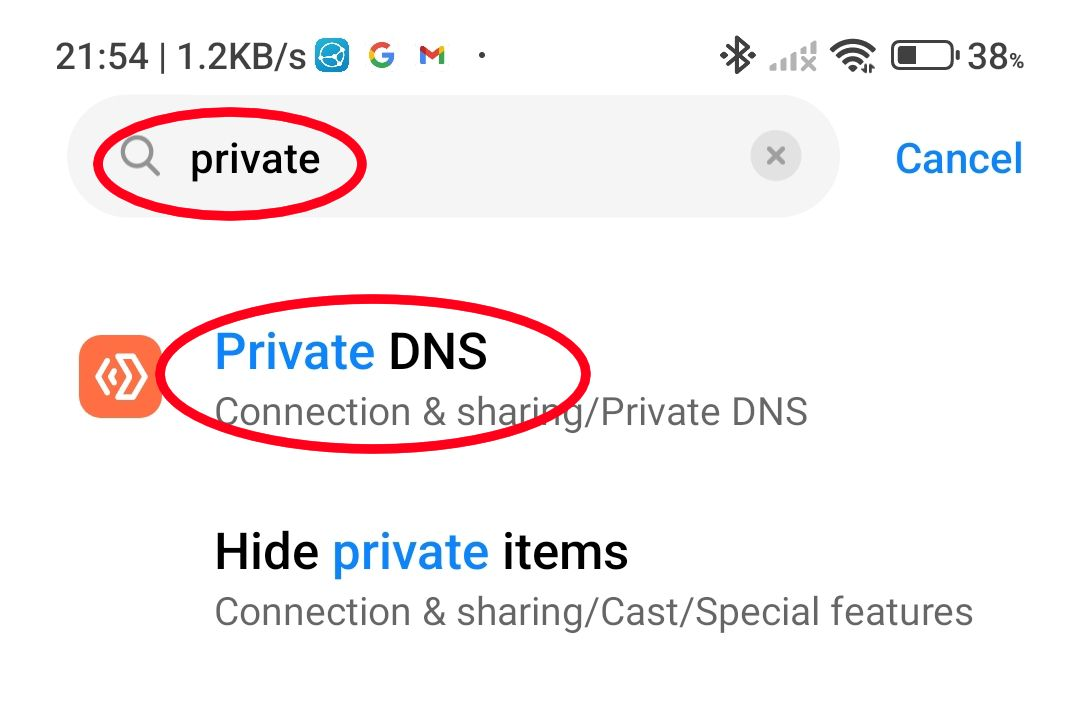 21:54 | 1.2KB/s
38%
private
Cancel
Private DNS
Connection & sharing/Private DNS
Hide private items
Connection & sharing/Cast/Special features